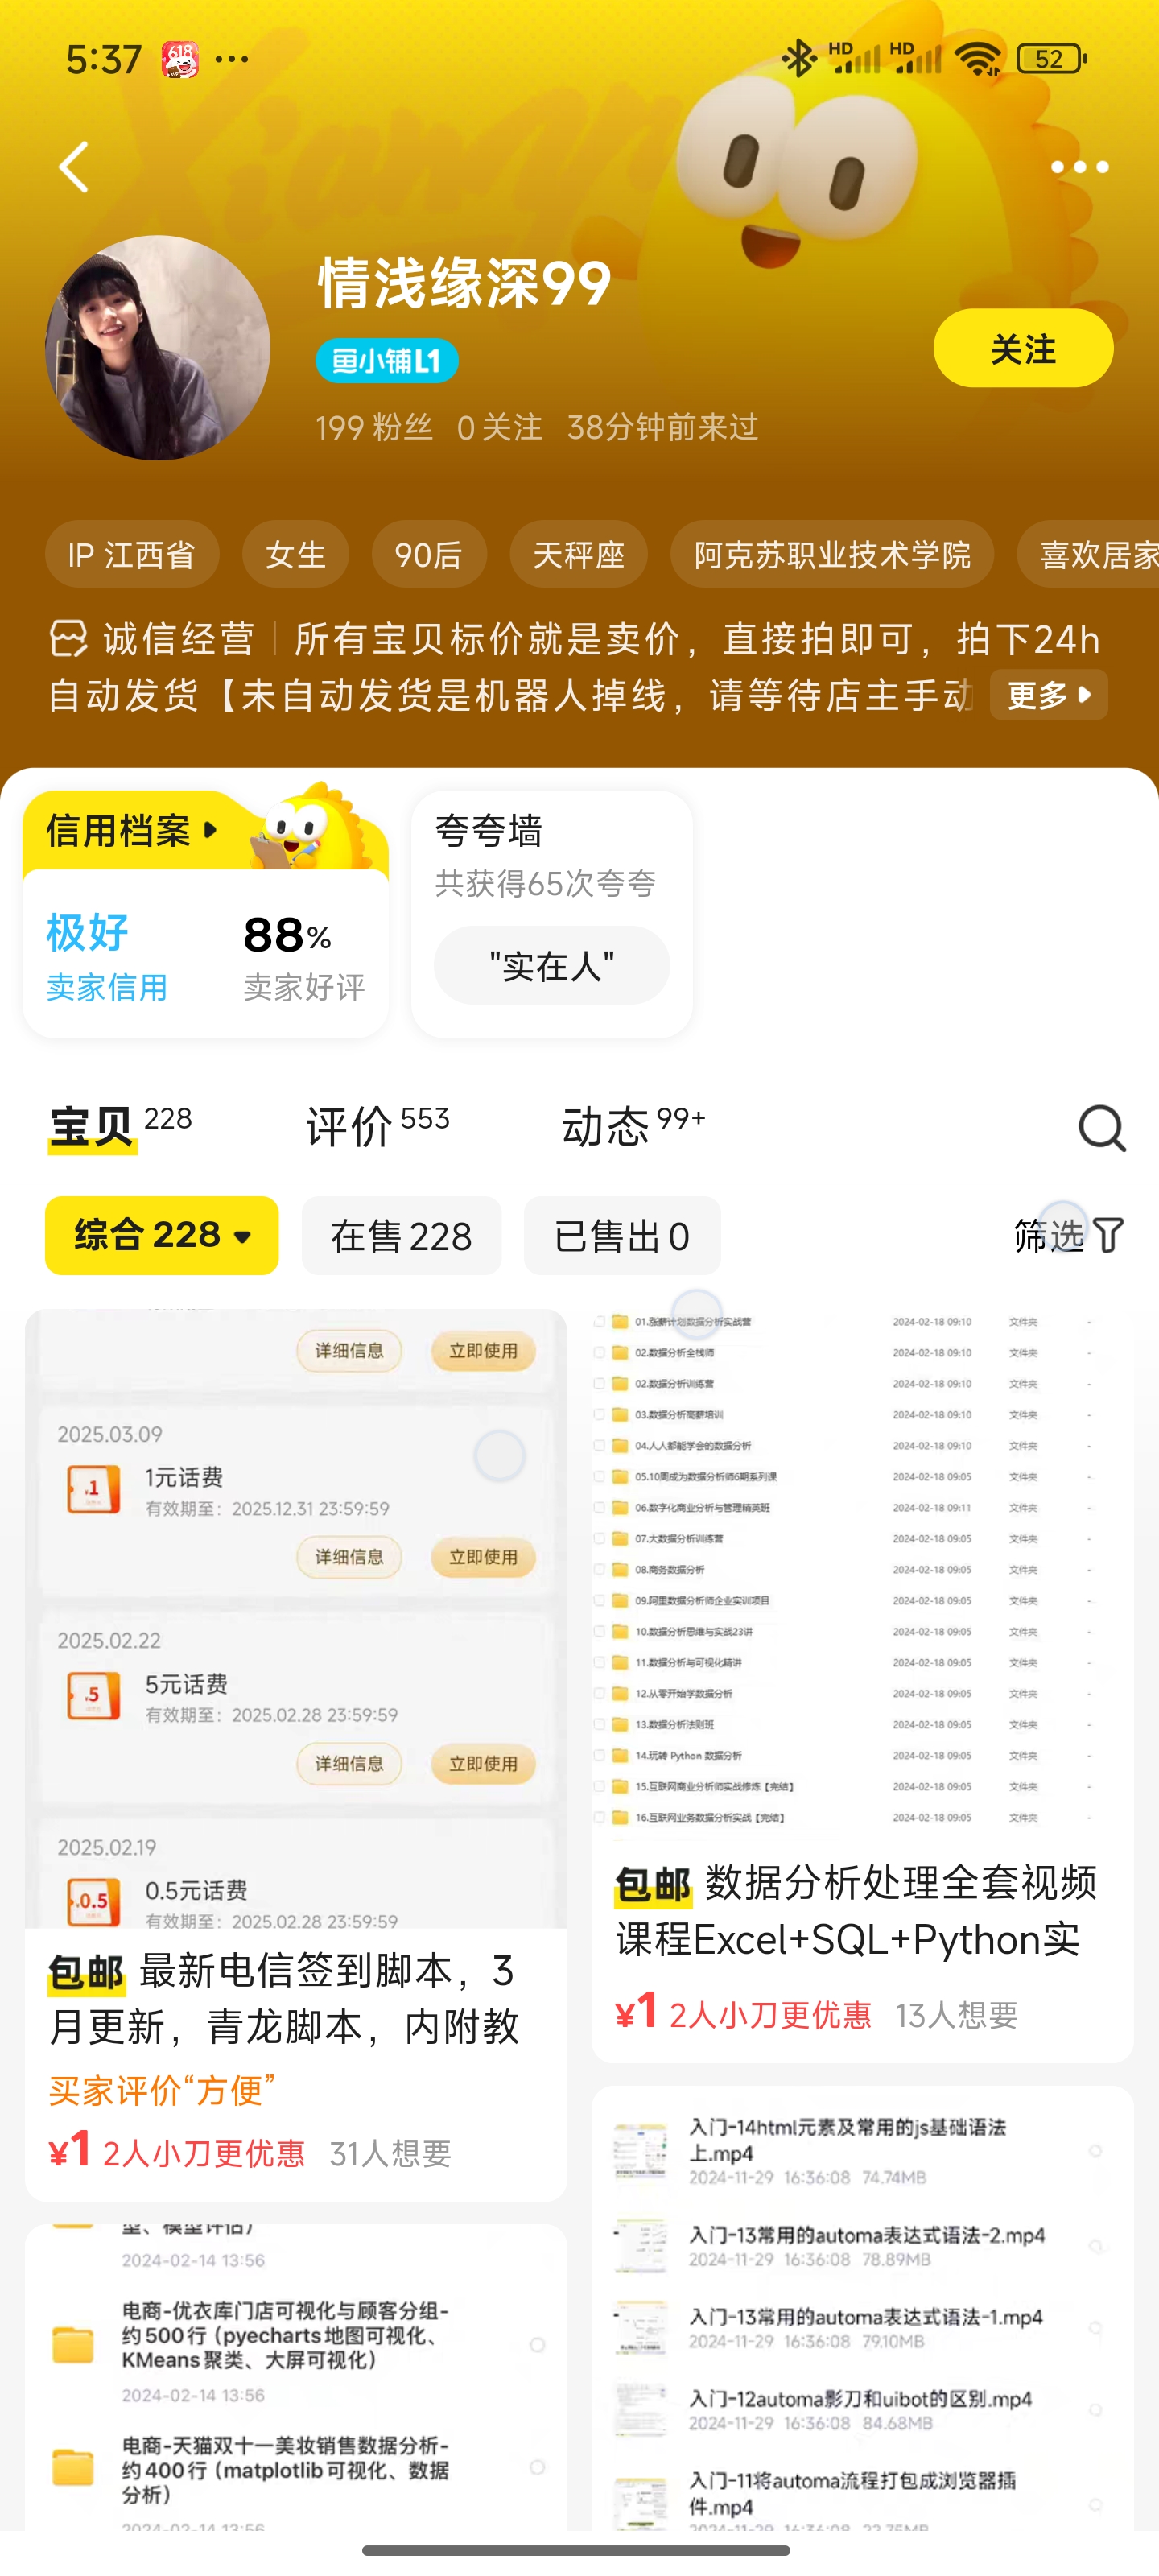 5:37
618
HD
HD
52
Xianyu
情浅缘深99
鱼小铺L1
关注
199 粉丝 0 关注 38分钟前来过
IP 江西省
女生
90后
天秤座
阿克苏职业技术学院
喜欢居家
诚信经营 | 所有宝贝标价就是卖价，直接拍即可，拍下24h
自动发货【未自动发货是机器人掉线，请等待店主手动
更多
信用档案
极好
卖家信用
88%
卖家好评
夸夸墙
共获得65次夸夸
"实在人"
宝贝 228
评价 553
动态 99+
综合 228
在售 228
已售出 0
筛选
详细信息
立即使用
2025.03.09
.1
1元话费
有效期至：2025.12.31 23:59:59
详细信息
立即使用
2025.02.22
.5
5元话费
有效期至：2025.02.28 23:59:59
详细信息
立即使用
2025.02.19
.0.5
0.5元话费
有效期至：2025.02.28 23:59:59
包邮 最新电信签到脚本，3
月更新，青龙脚本，内附教
买家评价“方便”
¥1 2人小刀更优惠 31人想要
01.涨薪计划数据分析实战营 2024-02-18 09:10 文件夹 -
02.数据分析全栈师 2024-02-18 09:10 文件夹 -
02.数据分析训练营 2024-02-18 09:10 文件夹 -
03.数据分析高薪培训 2024-02-18 09:10 文件夹 -
04.人人都能学会的数据分析 2024-02-18 09:10 文件夹 -
05.10周成为数据分析师6期系列课 2024-02-18 09:05 文件夹 -
06.数字化商业分析与管理精英班 2024-02-18 09:11 文件夹 -
07.大数据分析训练营 2024-02-18 09:05 文件夹 -
08.商务数据分析 2024-02-18 09:05 文件夹 -
09.阿里数据分析师企业实训项目 2024-02-18 09:05 文件夹 -
10.数据分析思维与实战23讲 2024-02-18 09:05 文件夹 -
11.数据分析与可视化精讲 2024-02-18 09:05 文件夹 -
12.从零开始学数据分析 2024-02-18 09:05 文件夹 -
13.数据分析法则班 2024-02-18 09:05 文件夹 -
14.玩转 Python 数据分析 2024-02-18 09:05 文件夹 -
15.互联网商业分析师实战修炼【完结】 2024-02-18 09:05 文件夹 -
16.互联网业务数据分析实战【完结】 2024-02-18 09:05 文件夹 -
包邮 数据分析处理全套视频
课程Excel+SQL+Python实
¥1 2人小刀更优惠 13人想要
型、模型评估）
2024-02-14 13:56
电商-优衣库门店可视化与顾客分组-
约500行（pyecharts地图可视化、
KMeans聚类、大屏可视化）
2024-02-14 13:56
电商-天猫双十一美妆销售数据分析-
约400行（matplotlib可视化、数据
分析）
2024-02-14 13:56
入门-14html元素及常用的js基础语法
上.mp4
2024-11-29 16:36:08 74.74MB
入门-13常用的automa表达式语法-2.mp4
2024-11-29 16:36:08 78.89MB
入门-13常用的automa表达式语法-1.mp4
2024-11-29 16:36:08 79.10MB
入门-12automa影刀和uibot的区别.mp4
2024-11-29 16:36:08 84.68MB
入门-11将automa流程打包成浏览器插
件.mp4
2024-11-29 16:36:08 22.75MB